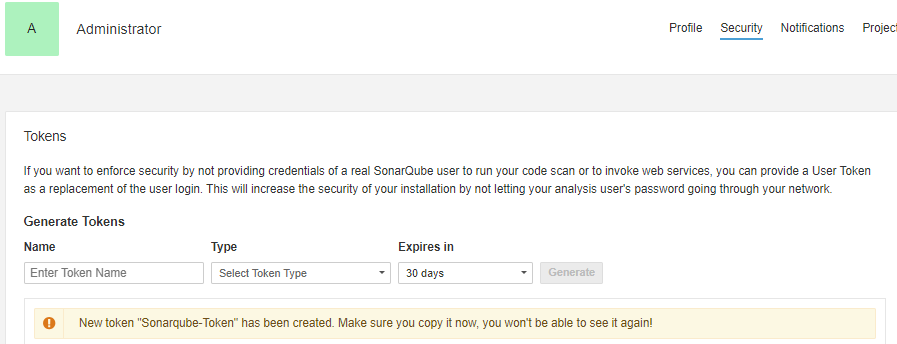 A
Administrator
Profile Security Notifications
Tokens
If you want to enforce security by not providing credentials of a real SonarQube user to run your code scan or to invoke web services, you can provide a User Token
as a replacement of the user login. This will increase the security of your installation by not letting your analysis user's password going through your network.
Generate Tokens
Name Type Expires in
Enter Token Name Select Token Type 30 days Generate
New token "Sonarqube-Token" has been created. Make sure you copy it now, you won't be able to see it again!